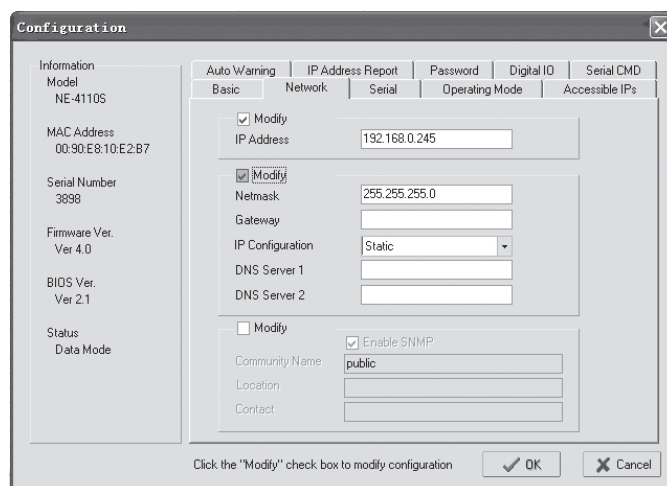 Configuration
Information
Model
NE-4110S
MAC Address
00:90:E8:10:E2:B7
Serial Number
3898
Firmware Ver.
Ver 4.0
BIOS Ver.
Ver 2.1
Status
Data Mode
Auto Warning
IP Address Report
Password
Digital IO
Serial CMD
Basic
Network
Serial
Operating Mode
Accessible IPs
Modify
IP Address
192.168.0.245
Modify
Netmask
255.255.255.0
Gateway
IP Configuration
Static
DNS Server 1
DNS Server 2
Modify
Enable SNMP
Community Name
public
Location
Contact
Click the "Modify" check box to modify configuration
OK
Cancel